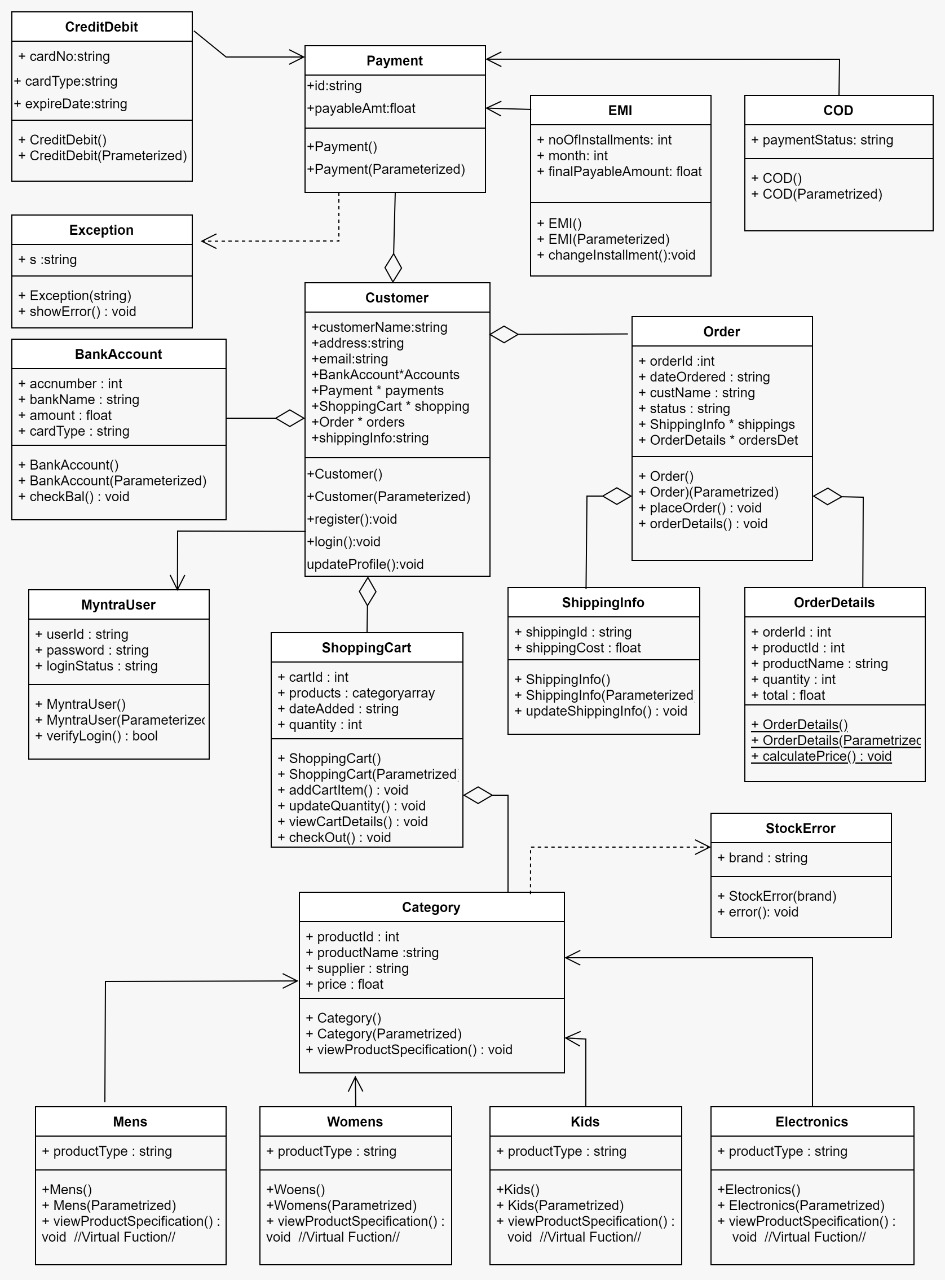 CreditDebit
+ cardNo:string
+ cardType:string
+ expireDate:string
+ CreditDebit()
+ CreditDebit(Prameterized)
Payment
+id:string
+payableAmt:float
+Payment()
+Payment(Parameterized)
EMI
+ noOfInstallments: int
+ month: int
+ finalPayableAmount: float
+ EMI()
+ EMI(Parameterized)
+ changeInstallment():void
COD
+ paymentStatus: string
+ COD()
+ COD(Parametrized)
Exception
+ s :string
+ Exception(string)
+ showError() : void
Customer
+customerName:string
+address:string
+email:string
+BankAccount*Accounts
+Payment * payments
+ShoppingCart * shopping
+Order * orders
+shippingInfo:string
+Customer()
+Customer(Parameterized)
+register():void
+login():void
updateProfile():void
Order
+ orderId :int
+ dateOrdered : string
+ custName : string
+ status : string
+ ShippingInfo * shippings
+ OrderDetails * ordersDet
+ Order()
+ Order)(Parametrized)
+ placeOrder() : void
+ orderDetails() : void
BankAccount
+ accnumber : int
+ bankName : string
+ amount : float
+ cardType : string
+ BankAccount()
+ BankAccount(Parameterized)
+ checkBal() : void
MyntraUser
+ userId : string
+ password : string
+ loginStatus : string
+ MyntraUser()
+ MyntraUser(Parameterized
+ verifyLogin() : bool
ShoppingCart
+ cartId : int
+ products : categoryarray
+ dateAdded : string
+ quantity : int
+ ShoppingCart()
+ ShoppingCart(Parametrized
+ addCartItem() : void
+ updateQuantity() : void
+ viewCartDetails() : void
+ checkOut() : void
ShippingInfo
+ shippingId : string
+ shippingCost : float
+ ShippingInfo()
+ ShippingInfo(Parameterized
+ updateShippingInfo() : void
OrderDetails
+ orderId : int
+ productId : int
+ productName : string
+ quantity : int
+ total : float
+ OrderDetails()
+ OrderDetails(Parametrized
+ calculatePrice() : void
StockError
+ brand : string
+ StockError(brand)
+ error(): void
Category
+ productId : int
+ productName :string
+ supplier : string
+ price : float
+ Category()
+ Category(Parametrized)
+ viewProductSpecification() : void
Mens
+ productType : string
+Mens()
+ Mens(Parametrized)
+ viewProductSpecification() :
void  //Virtual Fuction//
Womens
+ productType : string
+Woens()
+Womens(Parametrized)
+ viewProductSpecification() :
void  //Virtual Fuction//
Kids
+ productType : string
+Kids()
+ Kids(Parametrized)
+ viewProductSpecification() :
void  //Virtual Fuction//
Electronics
+ productType : string
+Electronics()
+ Electronics(Parametrized)
+ viewProductSpecification() :
void  //Virtual Fuction//